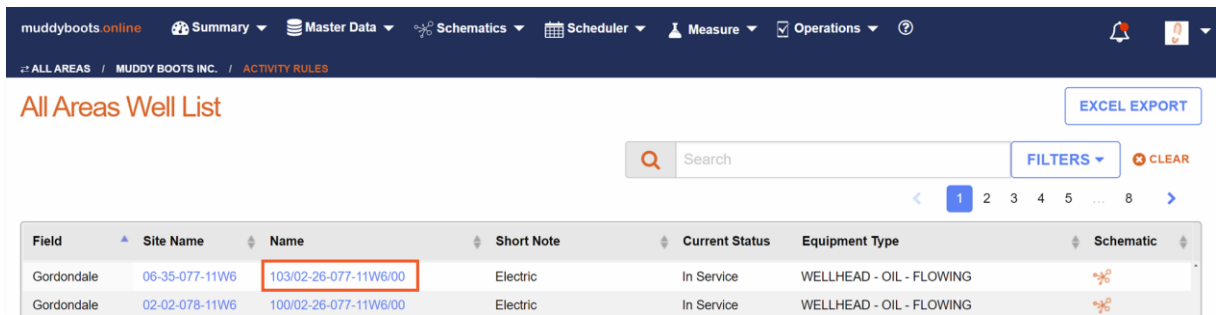 muddyboots.online Summary Master Data Schematics Scheduler Measure Operations ?
ALL AREAS / MUDDY BOOTS INC. / ACTIVITY RULES
All Areas Well List
EXCEL EXPORT
Search FILTERS CLEAR
1 2 3 4 5 ... 8
Field Site Name Name Short Note Current Status Equipment Type Schematic
Gordondale 06-35-077-11W6 103/02-26-077-11W6/00 Electric In Service WELLHEAD - OIL - FLOWING
Gordondale 02-02-078-11W6 100/02-26-077-11W6/00 Electric In Service WELLHEAD - OIL - FLOWING